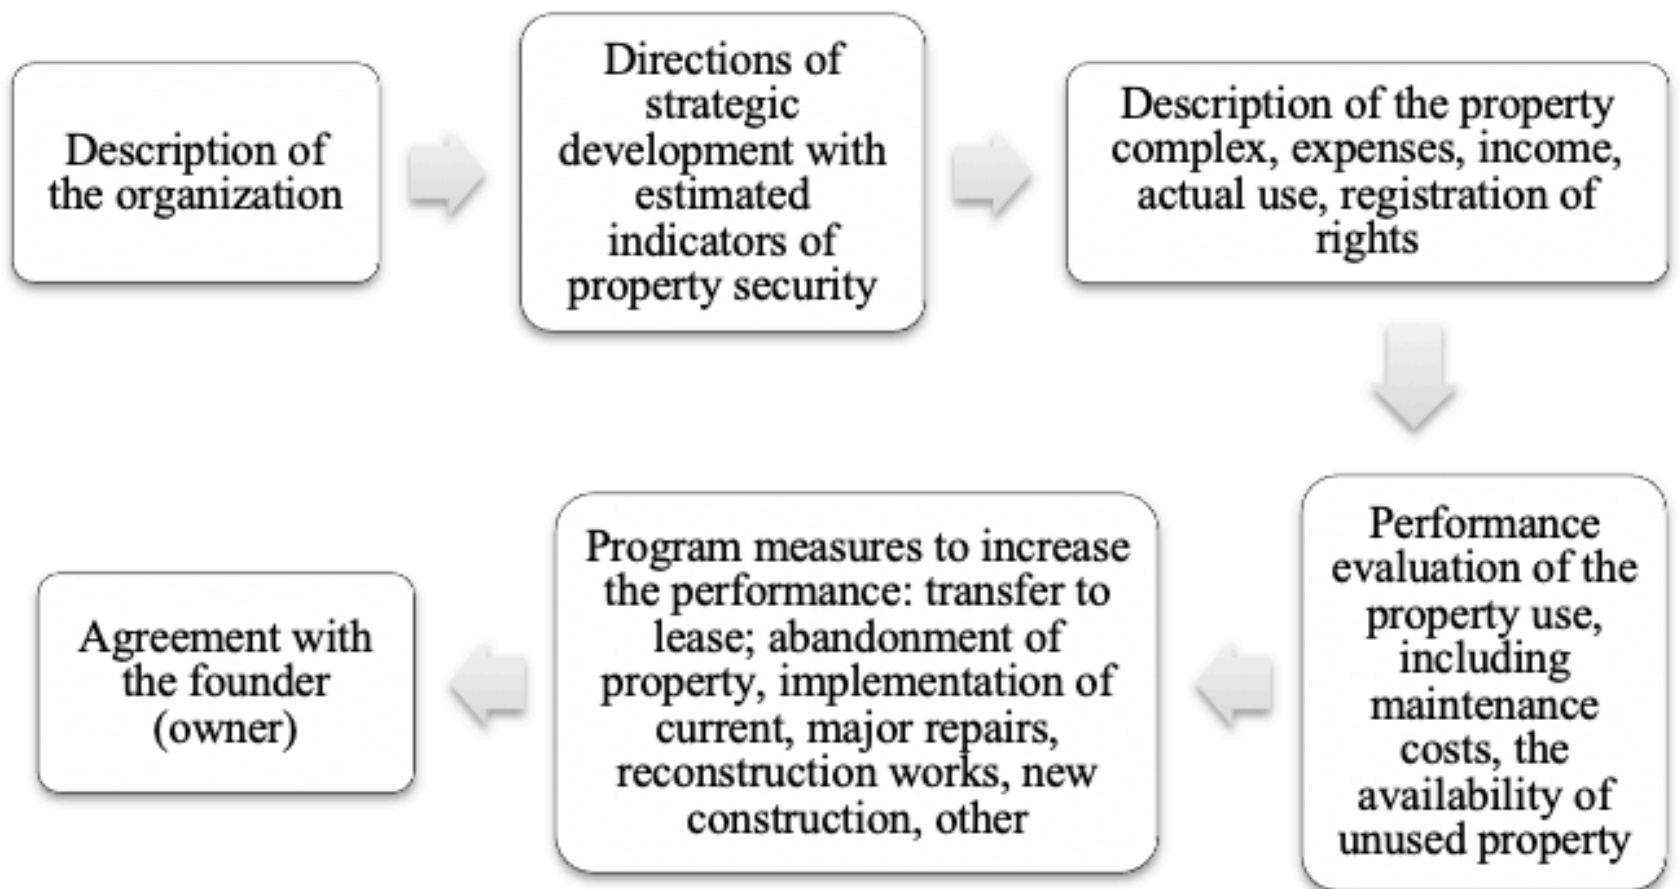 Description of
the organization
Directions of
strategic
development with
estimated
indicators of
property security
Description of the property
complex, expenses, income,
actual use, registration of
rights
Performance
evaluation of the
property use,
including
maintenance
costs, the
availability of
unused property
Program measures to increase
the performance: transfer to
lease; abandonment of
property, implementation of
current, major repairs,
reconstruction works, new
construction, other
Agreement with
the founder
(owner)